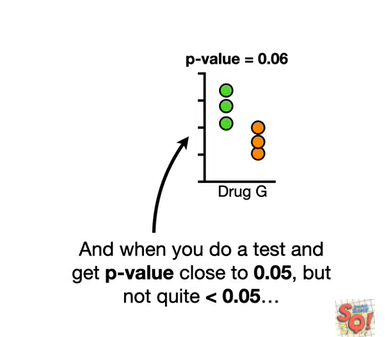 p-value = 0.06
Drug G
And when you do a test and
get p-value close to 0.05, but
not quite < 0.05...
SQ!